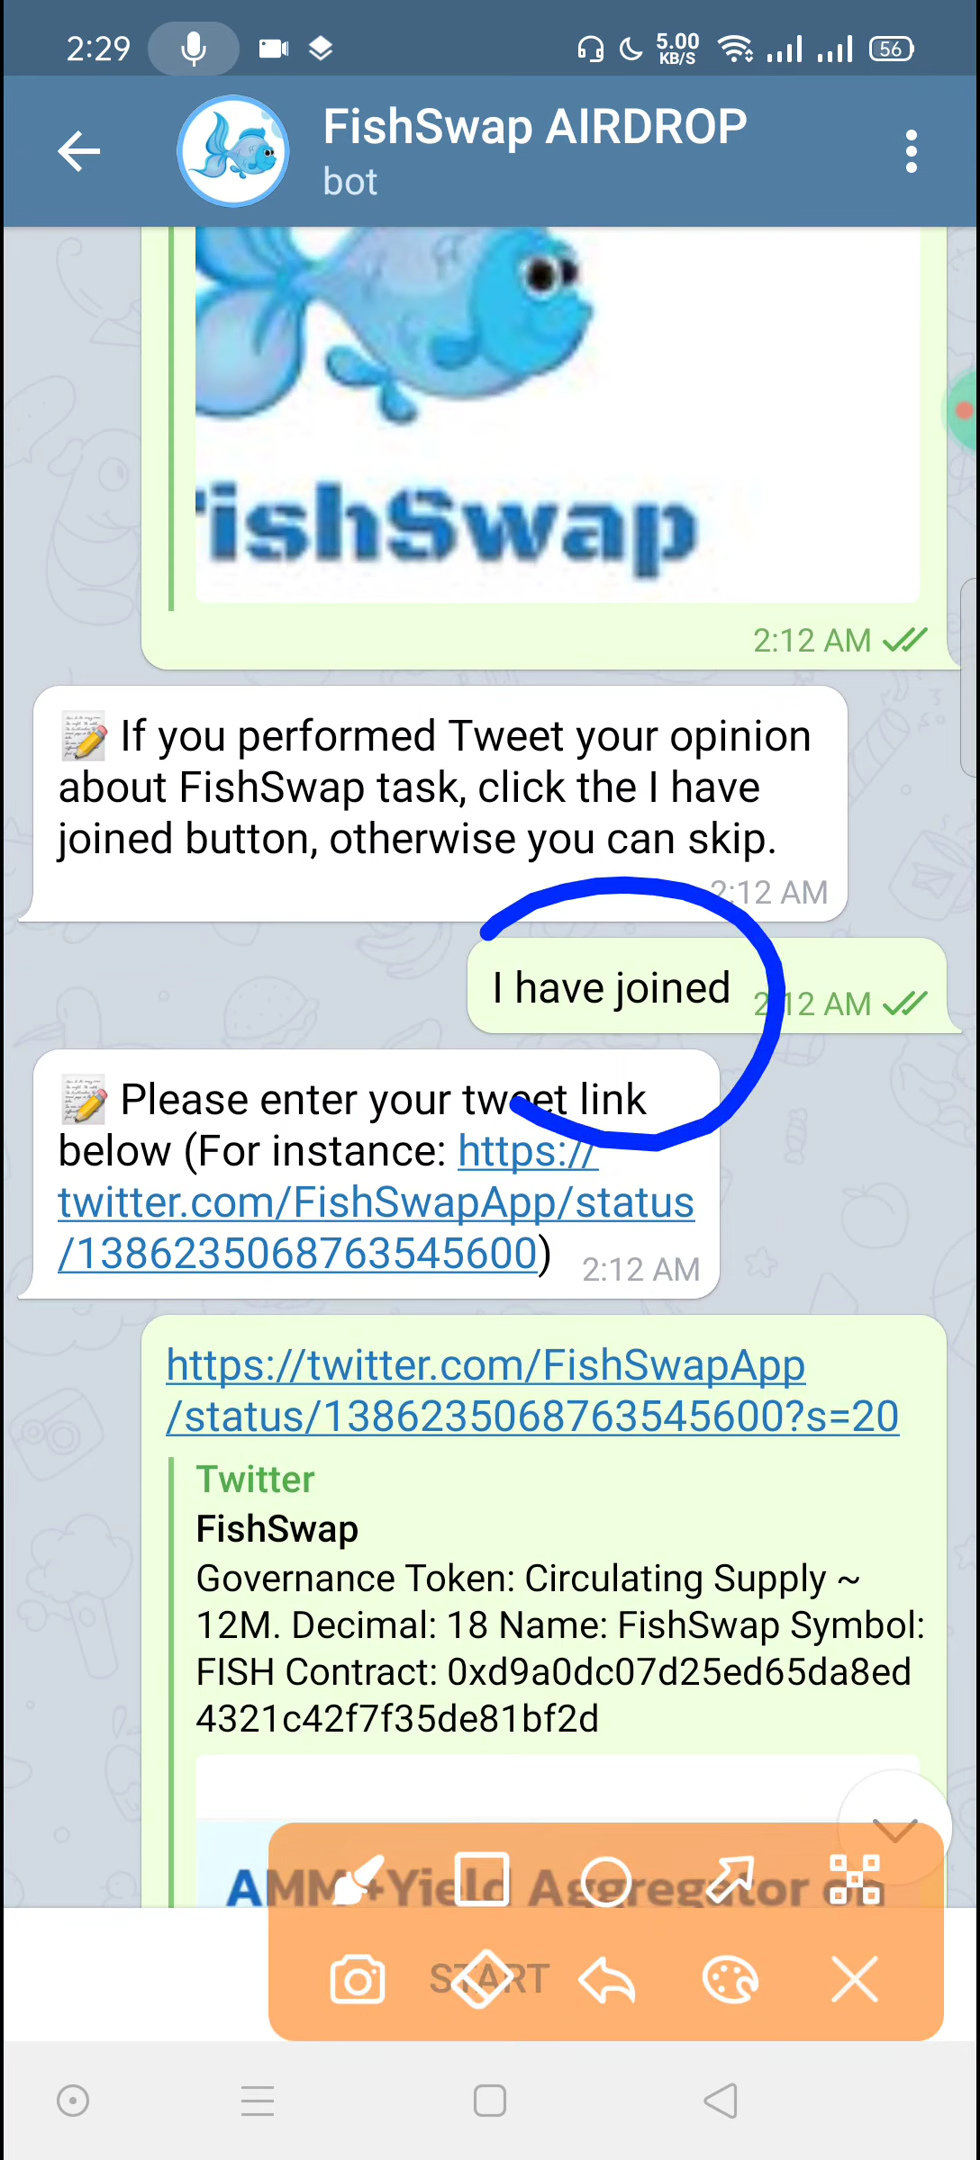 2:29
5.00
KB/S
56
FishSwap AIRDROP
bot
ishSwap
2:12 AM
If you performed Tweet your opinion
about FishSwap task, click the I have
joined button, otherwise you can skip.
2:12 AM
I have joined
2:12 AM
Please enter your tweet link
below (For instance: https://
twitter.com/FishSwapApp/status
/1386235068763545600)
2:12 AM
https://twitter.com/FishSwapApp
/status/1386235068763545600?s=20
Twitter
FishSwap
Governance Token: Circulating Supply ~
12M. Decimal: 18 Name: FishSwap Symbol:
FISH Contract: 0xd9a0dc07d25ed65da8ed
4321c42f7f35de81bf2d
AMM+Yield Aggregator on
START